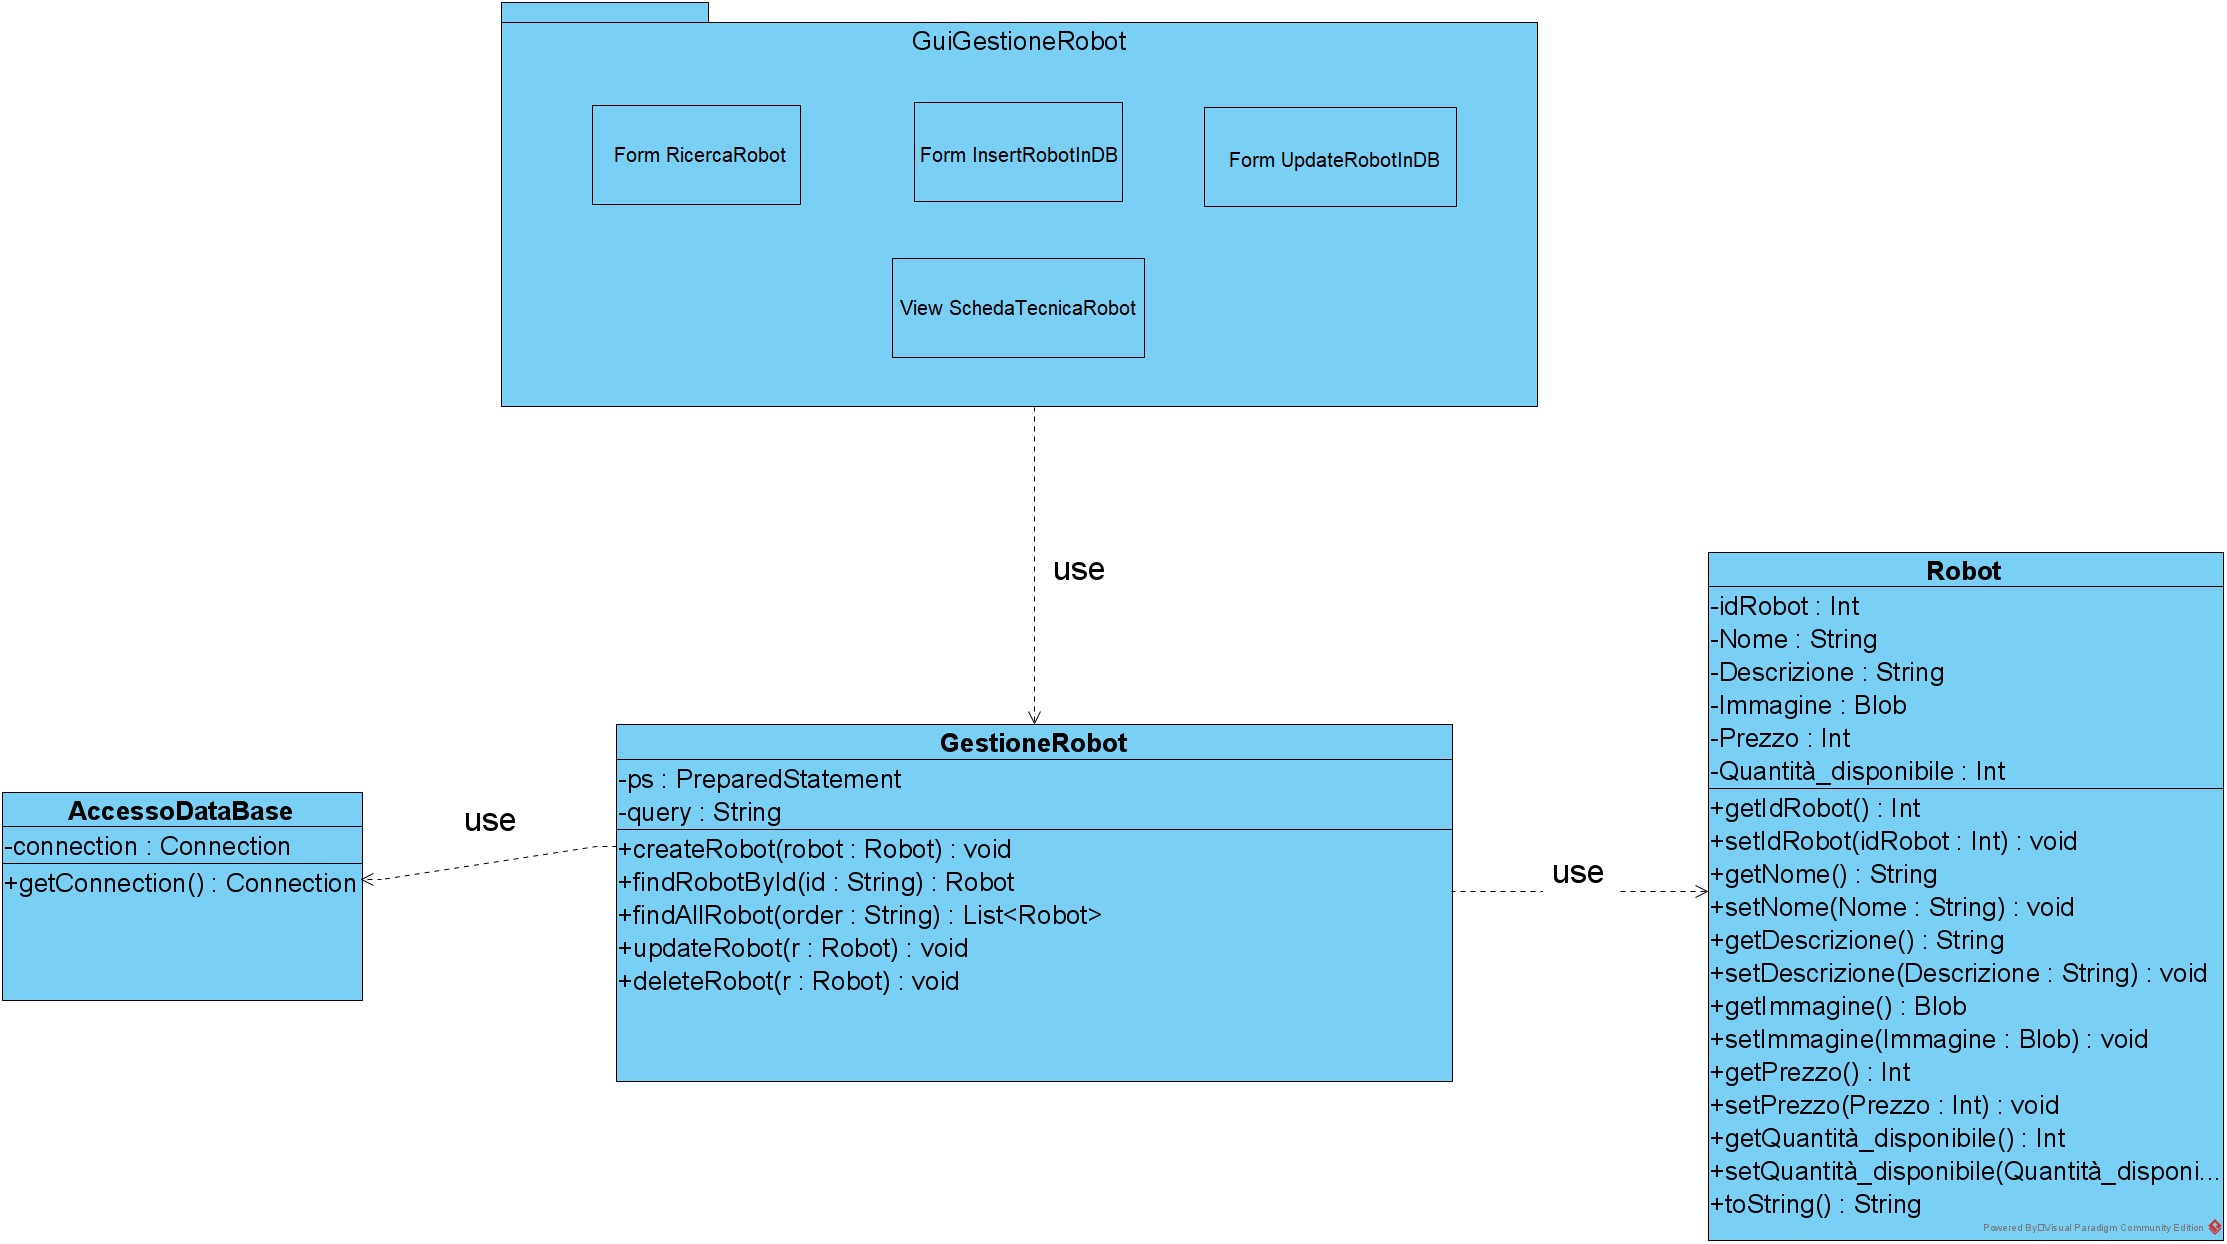 GuiGestioneRobot
Form RicercaRobot
Form InsertRobotInDB
Form UpdateRobotInDB
View SchedaTecnicaRobot
use
AccessoDataBase
-connection : Connection
+getConnection() : Connection
use
GestioneRobot
-ps : PreparedStatement
-query : String
+createRobot(robot : Robot) : void
+findRobotById(id : String) : Robot
+findAllRobot(order : String) : List<Robot>
+updateRobot(r : Robot) : void
+deleteRobot(r : Robot) : void
use
Robot
-idRobot : Int
-Nome : String
-Descrizione : String
-Immagine : Blob
-Prezzo : Int
-Quantità_disponibile : Int
+getIdRobot() : Int
+setIdRobot(idRobot : Int) : void
+getNome() : String
+setNome(Nome : String) : void
+getDescrizione() : String
+setDescrizione(Descrizione : String) : void
+getImmagine() : Blob
+setImmagine(Immagine : Blob) : void
+getPrezzo() : Int
+setPrezzo(Prezzo : Int) : void
+getQuantità_disponibile() : Int
+setQuantità_disponibile(Quantità_disponi...
+toString() : String
Powered By□Visual Paradigm Community Edition